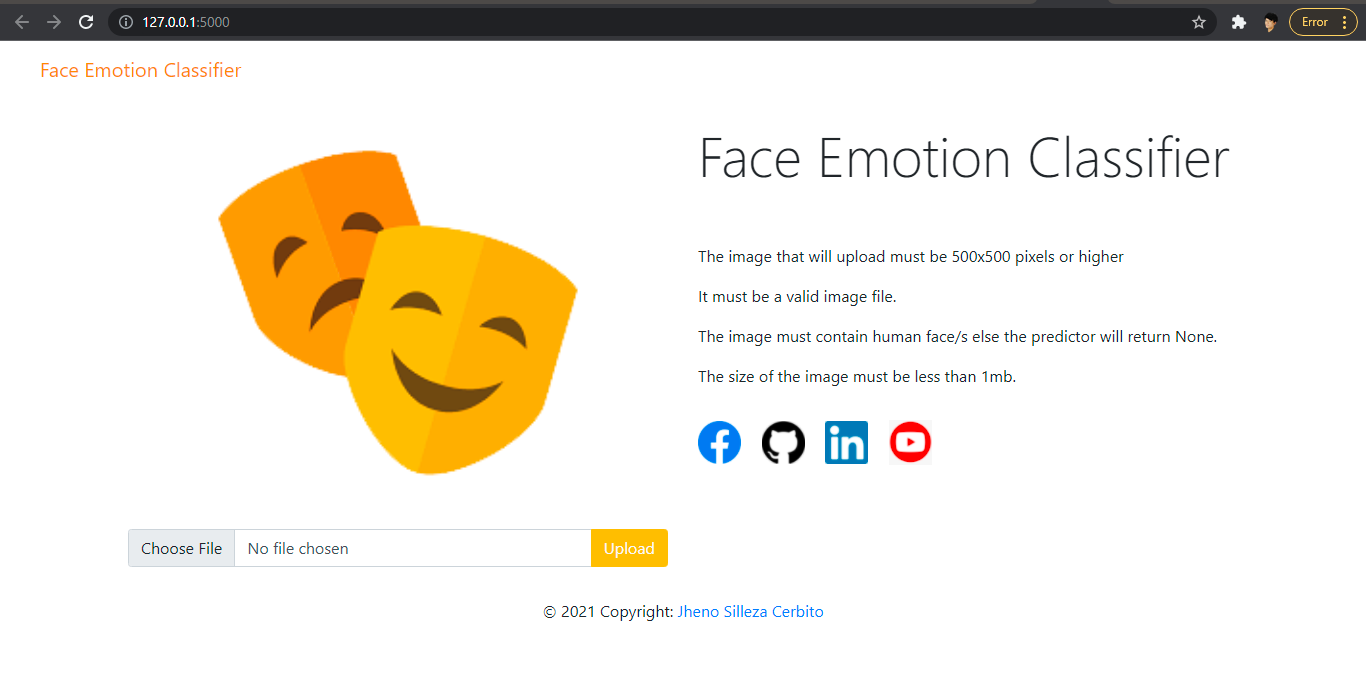 127.0.0.1:5000
Error
Face Emotion Classifier
Face Emotion Classifier
The image that will upload must be 500x500 pixels or higher
It must be a valid image file.
The image must contain human face/s else the predictor will return None.
The size of the image must be less than 1mb.
in
Choose File No file chosen Upload
© 2021 Copyright: Jheno Silleza Cerbito